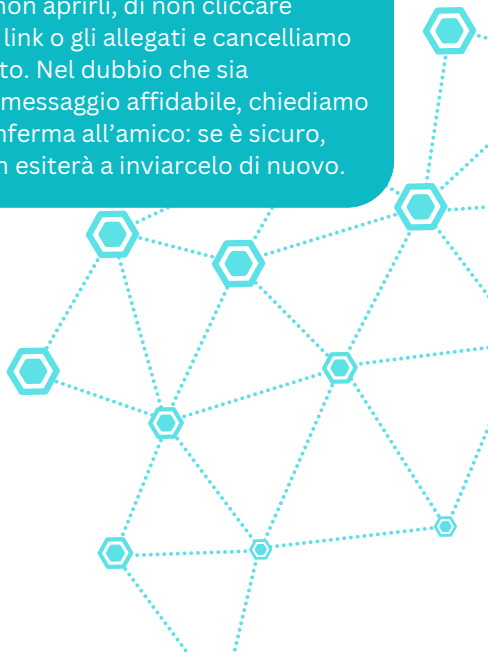 non aprirli, di non cliccare
link o gli allegati e cancelliamo
to. Nel dubbio che sia
messaggio affidabile, chiediamo
nferma all’amico: se è sicuro,
n esiterà a inviarcelo di nuovo.